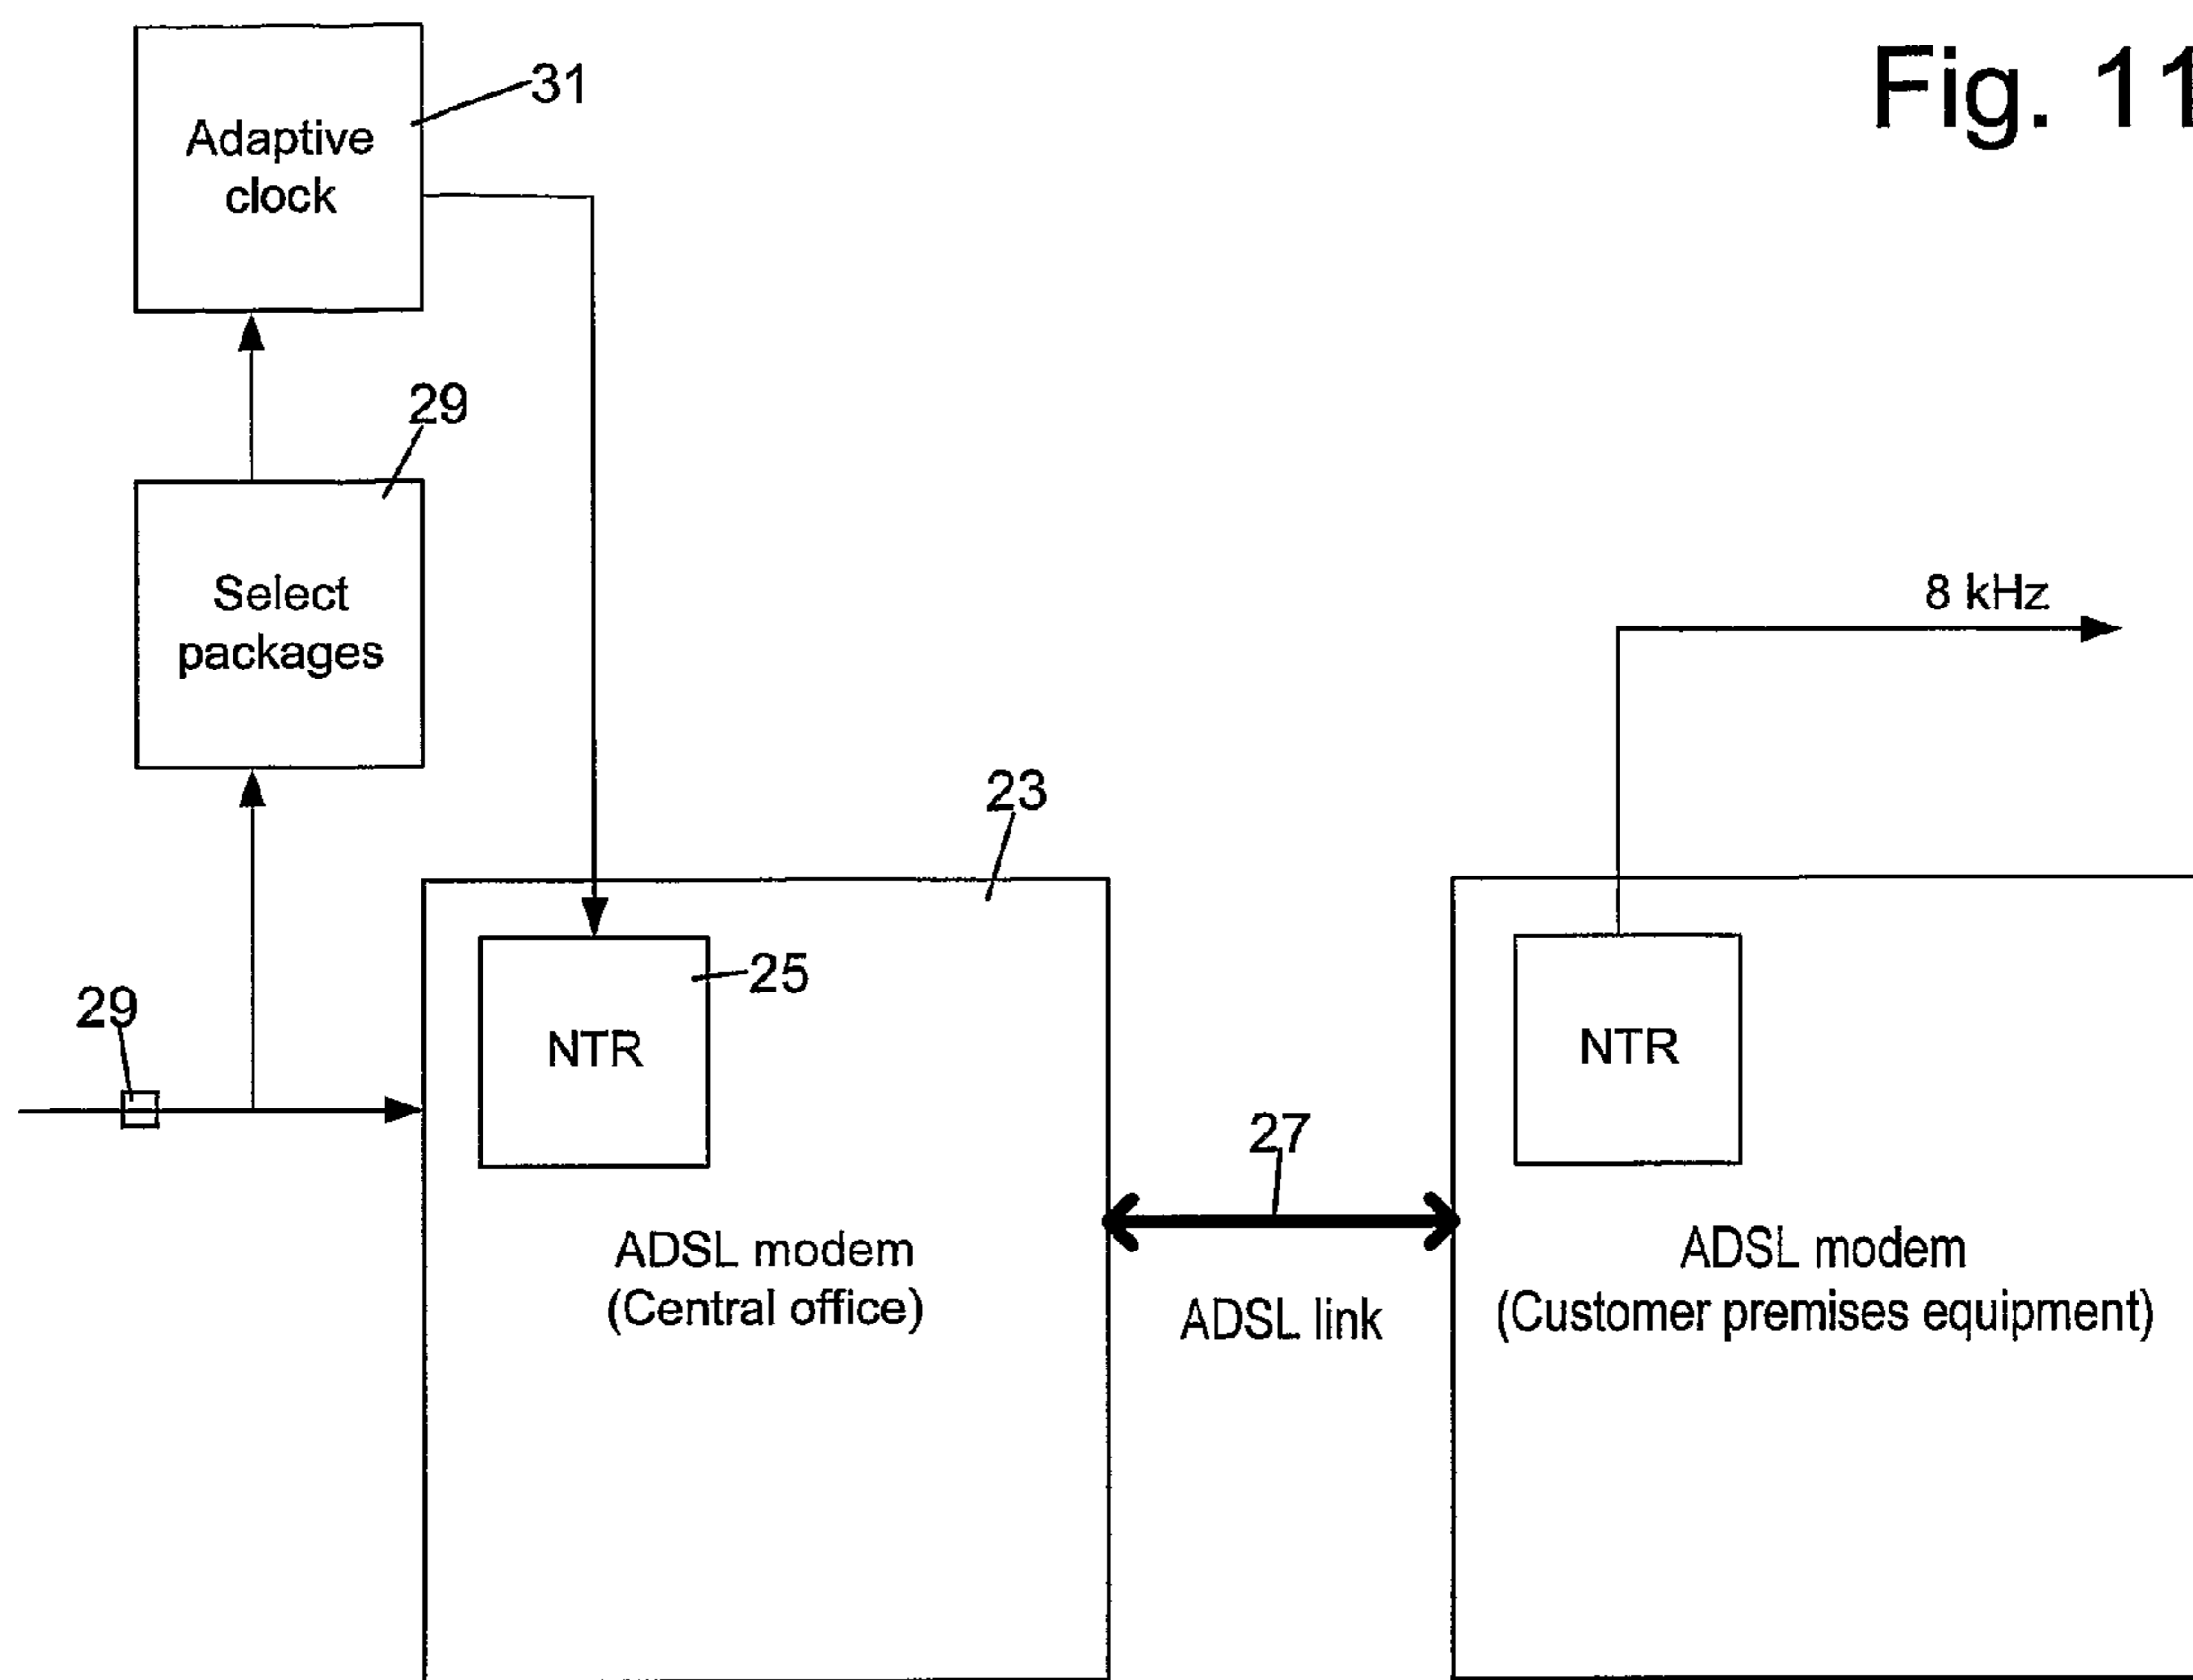 Fig. 11
31
Adaptive
clock
29
Select
packages
8 kHz
23
25
29
NTR
NTR
27
ADSL modem
(Central office)
ADSL link
ADSL modem
(Customer premises equipment)